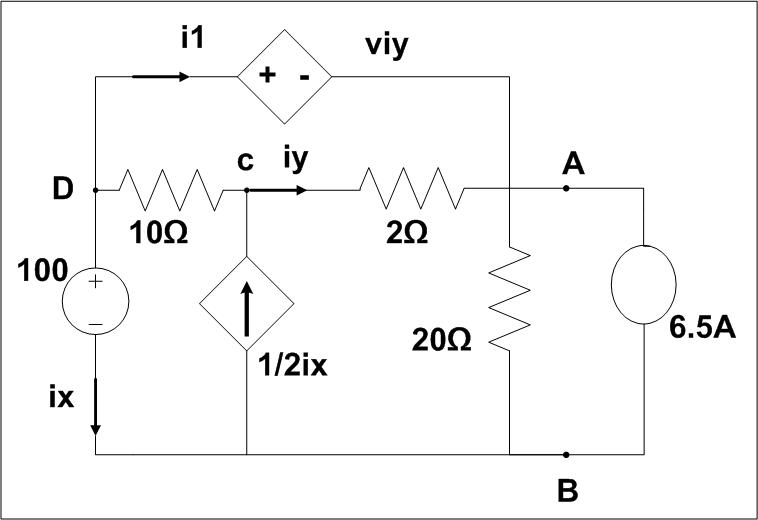 i1
+ -
viy
D
c
iy
A
10Ω
2Ω
100
+
−
1/2ix
20Ω
6.5A
ix
B